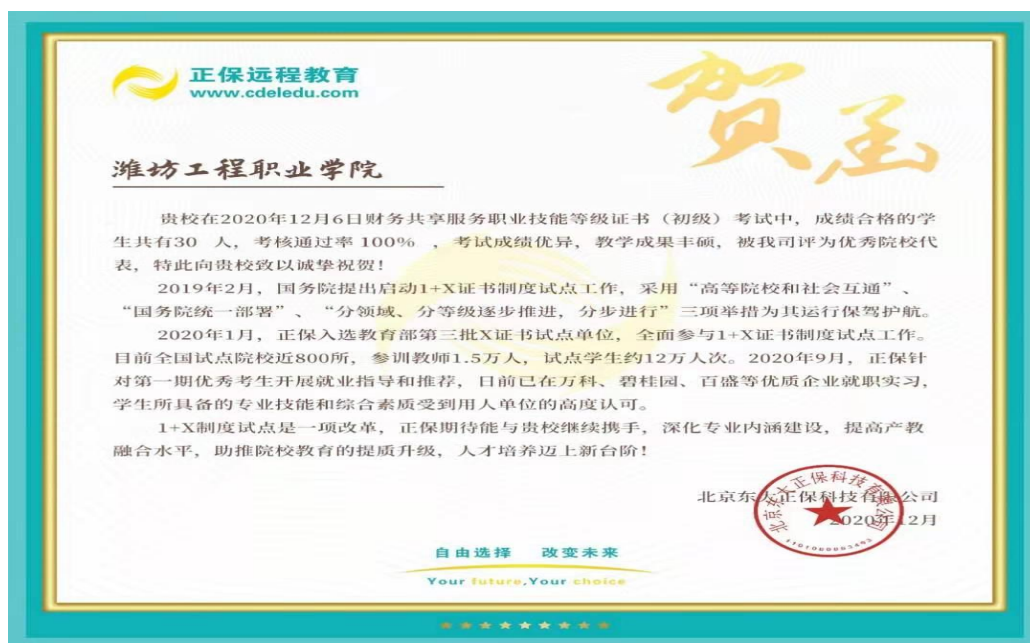 正保远程教育
www.cdeledu.com
贺函
潍坊工程职业学院
贵校在2020年12月6日财务共享服务职业技能等级证书（初级）考试中，成绩合格的学
生共有30 人，考核通过率 100% ，考试成绩优异，教学成果丰硕，被我司评为优秀院校代
表，特此向贵校致以诚挚祝贺！
2019年2月，国务院提出启动1+X证书制度试点工作，采用“高等院校和社会互通”、
“国务院统一部署”、“分领域、分等级逐步推进，分步进行”三项举措为其运行保驾护航。
2020年1月，正保入选教育部第三批X证书试点单位，全面参与1+X证书制度试点工作。
目前全国试点院校近800所，参训教师1.5万人，试点学生约12万人次。2020年9月，正保针
对第一期优秀考生开展就业指导和推荐，日前已在万科、碧桂园、百盛等优质企业就职实习，
学生所具备的专业技能和综合素质受到用人单位的高度认可。
1+X制度试点是一项改革，正保期待能与贵校继续携手，深化专业内涵建设，提高产教
融合水平，助推院校教育的提质升级，人才培养迈上新台阶！
北京东大正保科技有限公司
2020年12月
北京东大正保科技有限公司
自由选择 改变未来
Your future,Your choice